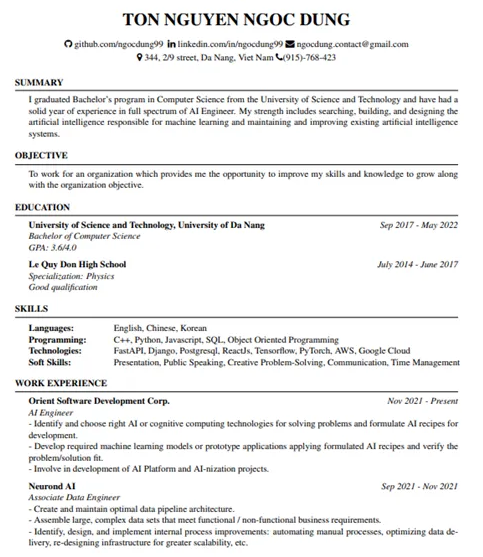 TON NGUYEN NGOC DUNG
github.com/ngocdung99 linkedin.com/in/ngocdung99 ngocdung.contact@gmail.com
344, 2/9 street, Da Nang, Viet Nam (915)-768-423
SUMMARY
I graduated Bachelor's program in Computer Science from the University of Science and Technology and have had a
solid year of experience in full spectrum of AI Engineer. My strength includes searching, building, and designing the
artificial intelligence responsible for machine learning and maintaining and improving existing artificial intelligence
systems.
OBJECTIVE
To work for an organization which provides me the opportunity to improve my skills and knowledge to grow along
with the organization objective.
EDUCATION
University of Science and Technology, University of Da Nang Sep 2017 - May 2022
Bachelor of Computer Science
GPA: 3.6/4.0
Le Quy Don High School July 2014 - June 2017
Specialization: Physics
Good qualification
SKILLS
Languages: English, Chinese, Korean
Programming: C++, Python, Javascript, SQL, Object Oriented Programming
Technologies: FastAPI, Django, Postgresql, ReactJs, Tensorflow, PyTorch, AWS, Google Cloud
Soft Skills: Presentation, Public Speaking, Creative Problem-Solving, Communication, Time Management
WORK EXPERIENCE
Orient Software Development Corp. Nov 2021 - Present
AI Engineer
- Identify and choose right AI or cognitive computing technologies for solving problems and formulate AI recipes for
development.
- Develop required machine learning models or prototype applications applying formulated AI recipes and verify the
problem/solution fit.
- Involve in development of AI Platform and AI-nization projects.
Neurond AI Sep 2021 - Nov 2021
Associate Data Engineer
- Create and maintain optimal data pipeline architecture.
- Assemble large, complex data sets that meet functional / non-functional business requirements.
- Identify, design, and implement internal process improvements: automating manual processes, optimizing data de-
livery, re-designing infrastructure for greater scalability, etc.